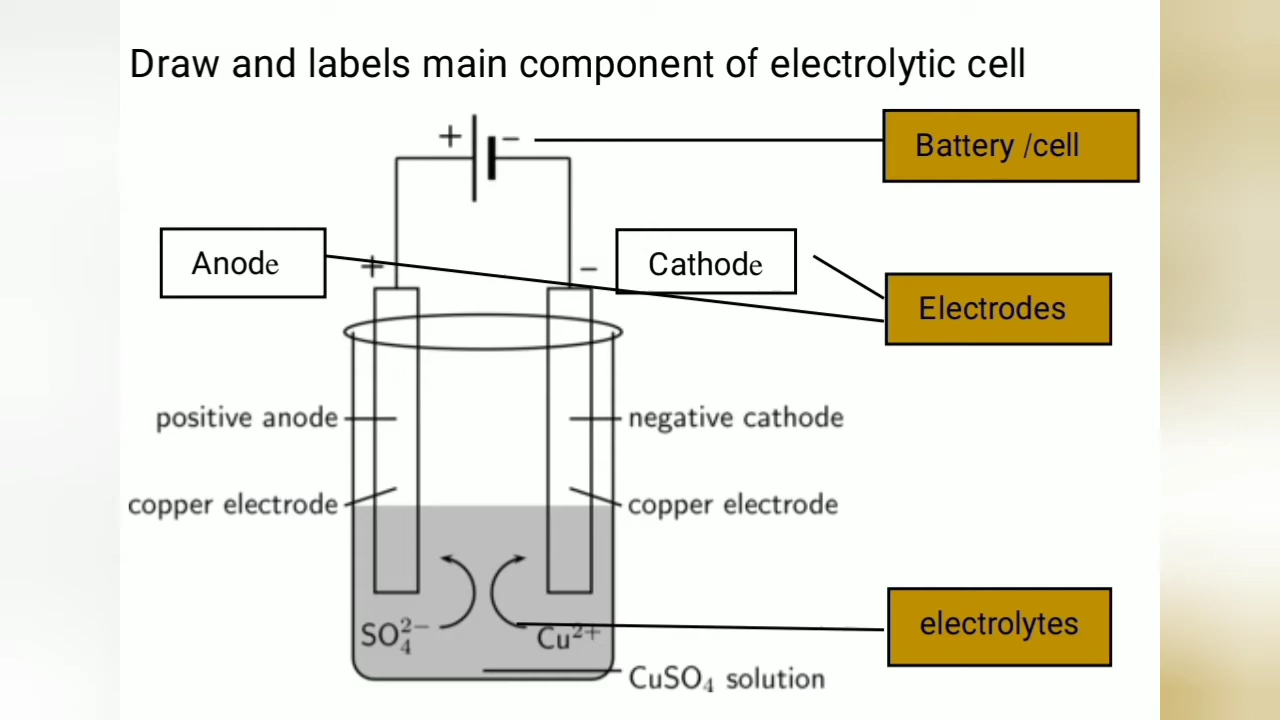 Draw and labels main component of electrolytic cell
+ −
Battery /cell
Anode
+
−
Cathode
Electrodes
positive anode
negative cathode
copper electrode
copper electrode
SO₄²⁻
Cu²⁺
electrolytes
CuSO₄ solution